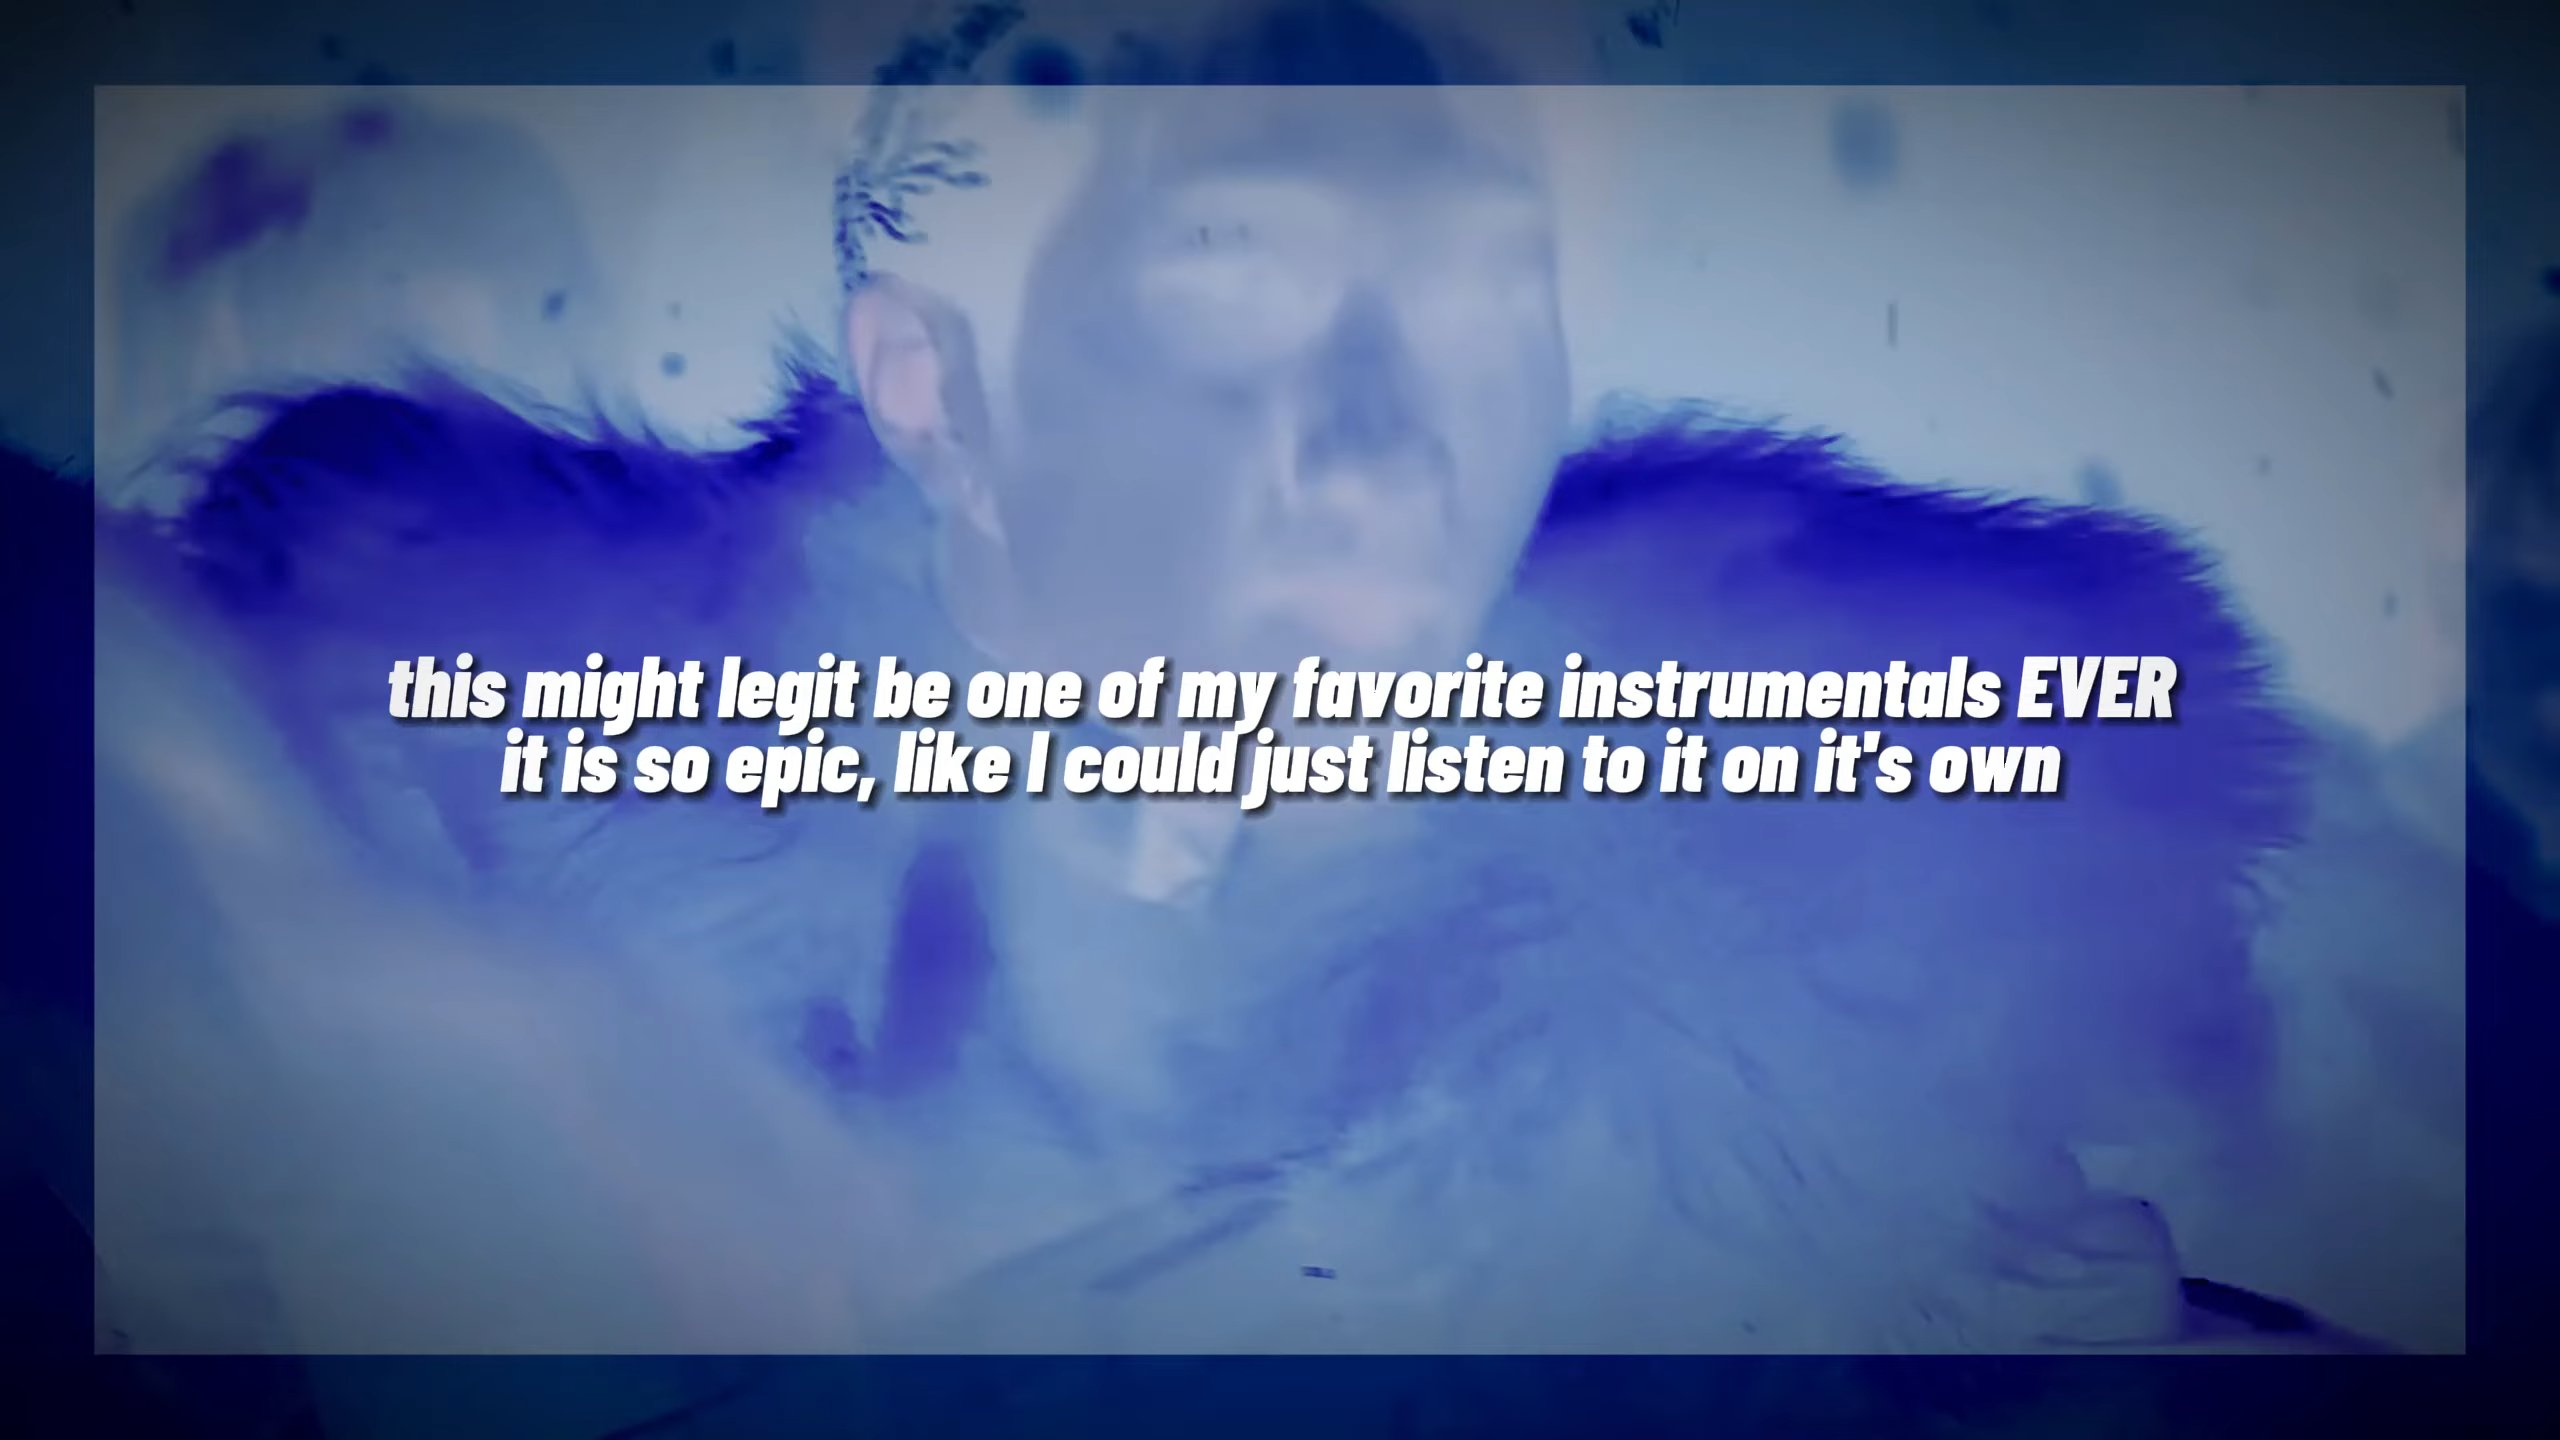 this might legit be one of my favorite instrumentals EVER
it is so epic, like I could just listen to it on it's own